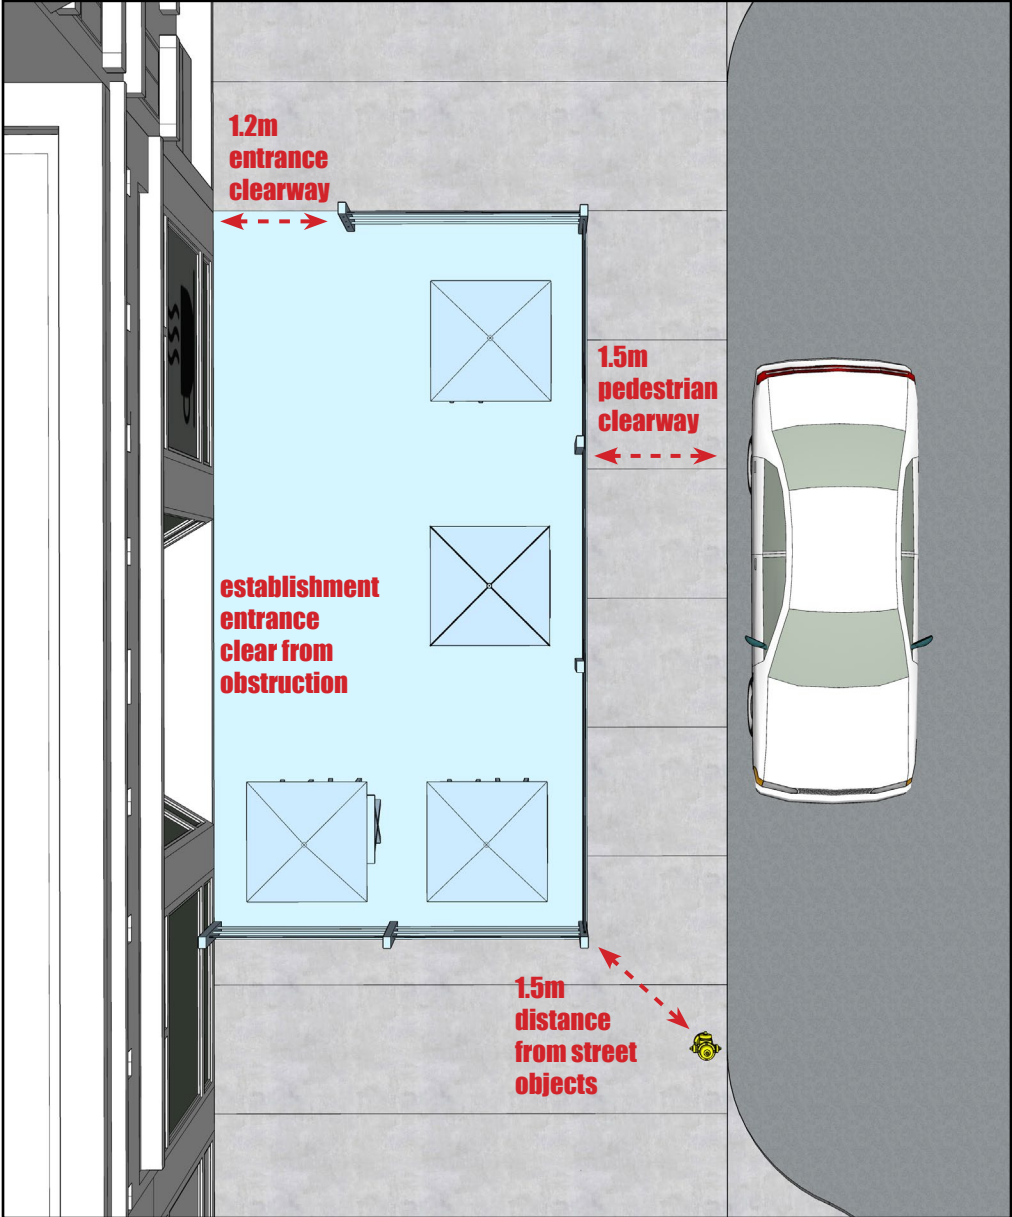 1.2m
entrance
clearway
1.5m
pedestrian
clearway
establishment
entrance
clear from
obstruction
1.5m
distance
from street
objects